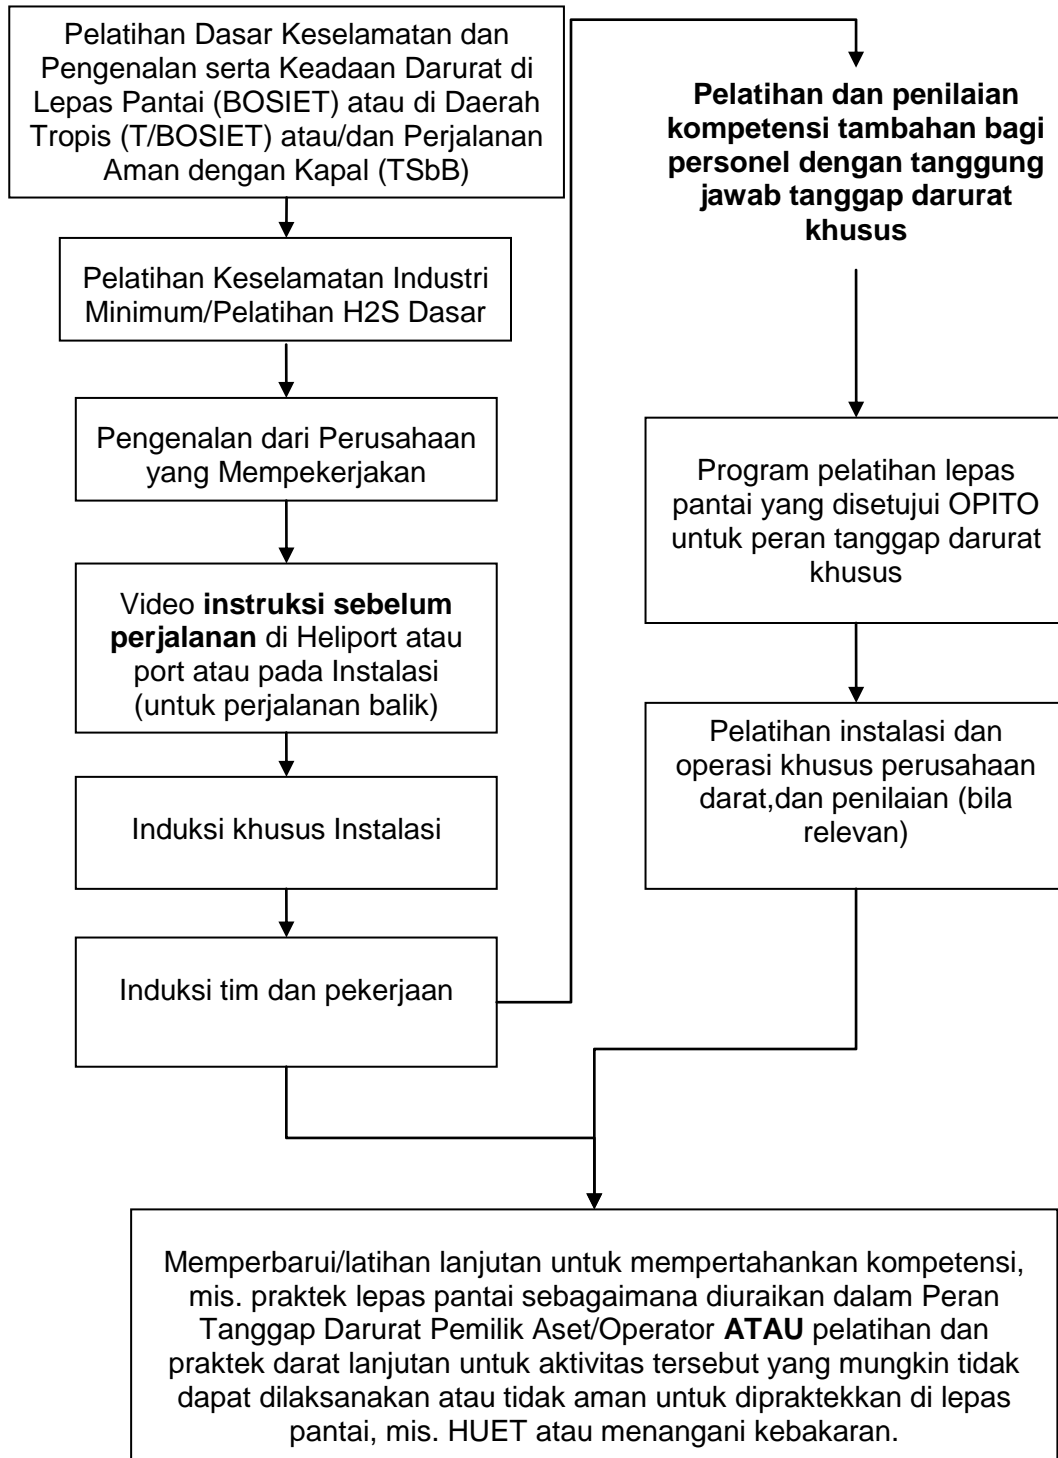 Pelatihan Dasar Keselamatan dan
Pengenalan serta Keadaan Darurat di
Lepas Pantai (BOSIET) atau di Daerah
Tropis (T/BOSIET) atau/dan Perjalanan
Aman dengan Kapal (TSbB)
Pelatihan Keselamatan Industri
Minimum/Pelatihan H2S Dasar
Pengenalan dari Perusahaan
yang Mempekerjakan
Video instruksi sebelum
perjalanan di Heliport atau
port atau pada Instalasi
(untuk perjalanan balik)
Induksi khusus Instalasi
Induksi tim dan pekerjaan
Pelatihan dan penilaian
kompetensi tambahan bagi
personel dengan tanggung
jawab tanggap darurat
khusus
Program pelatihan lepas
pantai yang disetujui OPITO
untuk peran tanggap darurat
khusus
Pelatihan instalasi dan
operasi khusus perusahaan
darat,dan penilaian (bila
relevan)
Memperbarui/latihan lanjutan untuk mempertahankan kompetensi,
mis. praktek lepas pantai sebagaimana diuraikan dalam Peran
Tanggap Darurat Pemilik Aset/Operator ATAU pelatihan dan
praktek darat lanjutan untuk aktivitas tersebut yang mungkin tidak
dapat dilaksanakan atau tidak aman untuk dipraktekkan di lepas
pantai, mis. HUET atau menangani kebakaran.